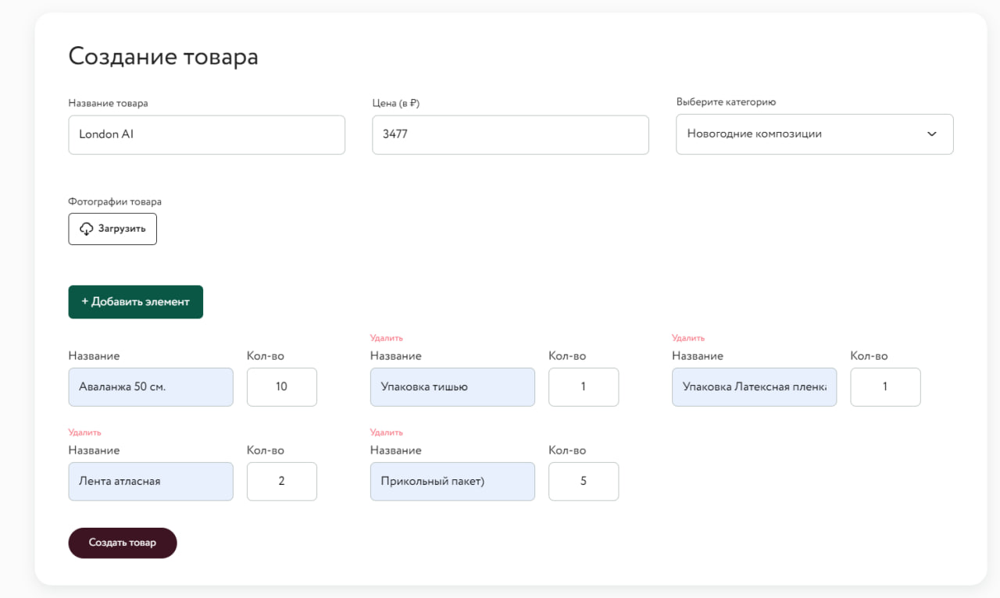 Создание товара
Название товара
Цена (в ₽)
Выберите категорию
London AI
3477
Новогодние композиции
Фотографии товара
Загрузить
+ Добавить элемент
Удалить
Удалить
Название
Кол-во
Название
Кол-во
Название
Кол-во
Аваланжа 50 см.
10
Упаковка тишью
1
Упаковка Латексная пленка
1
Удалить
Удалить
Название
Кол-во
Название
Кол-во
Лента атласная
2
Прикольный пакет)
5
Создать товар